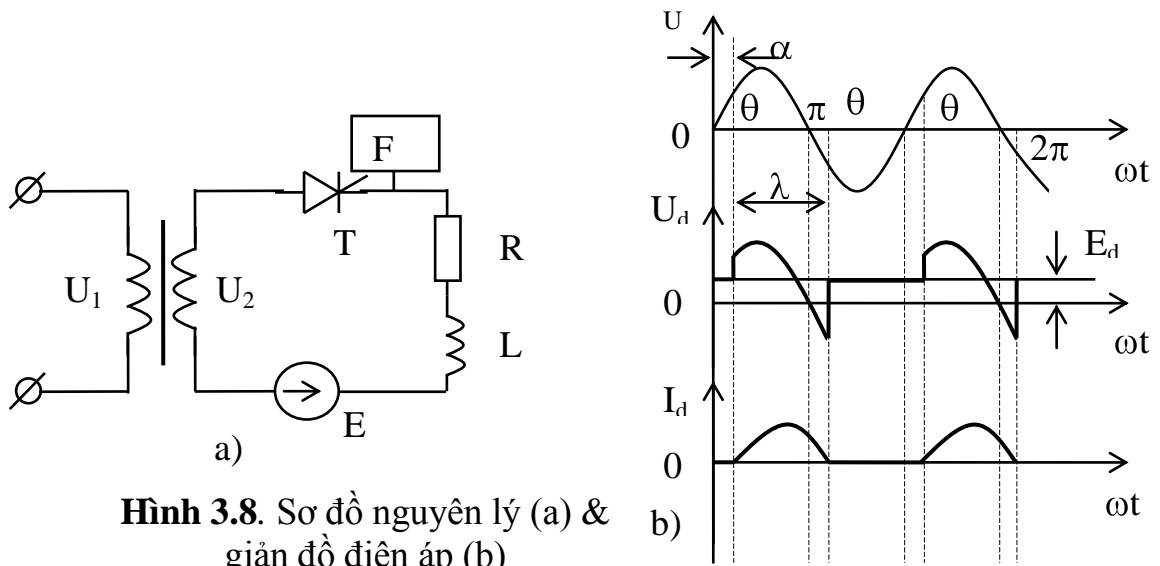 F
T
R
U₁
U₂
L
E
a)
Hình 3.8. Sơ đồ nguyên lý (a) &
giản đồ điện áp (b)
U
α
θ π θ θ
0
2π
ωt
λ
U_d
E_d
0
ωt
I_d
0
ωt
b)